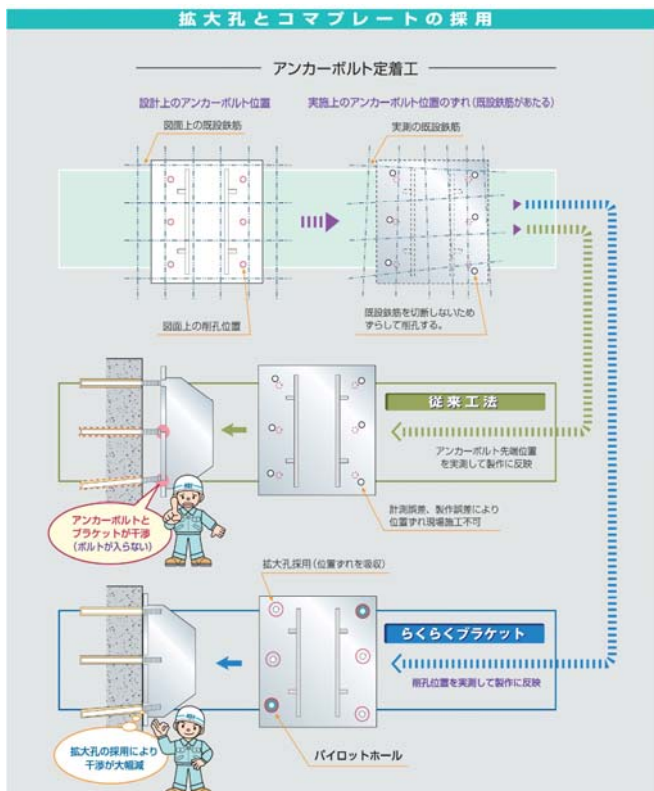 拡大孔とコマプレートの採用
アンカーボルト定着工
設計上のアンカーボルト位置
実施上のアンカーボルト位置のずれ(既設鉄筋があたる)
図面上の既設鉄筋
実測の既設鉄筋
図面上の削孔位置
既設鉄筋を切断しないため
ずらして削孔する。
従来工法
アンカーボルト先端位置
を実測して製作に反映
アンカーボルトと
ブラケットが干渉
(ボルトが入らない)
計測誤差、製作誤差により
位置ずれ現場施工不可
拡大孔採用(位置ずれを吸収)
らくらくブラケット
削孔位置を実測して製作に反映
拡大孔の採用により
干渉が大幅減
パイロットホール